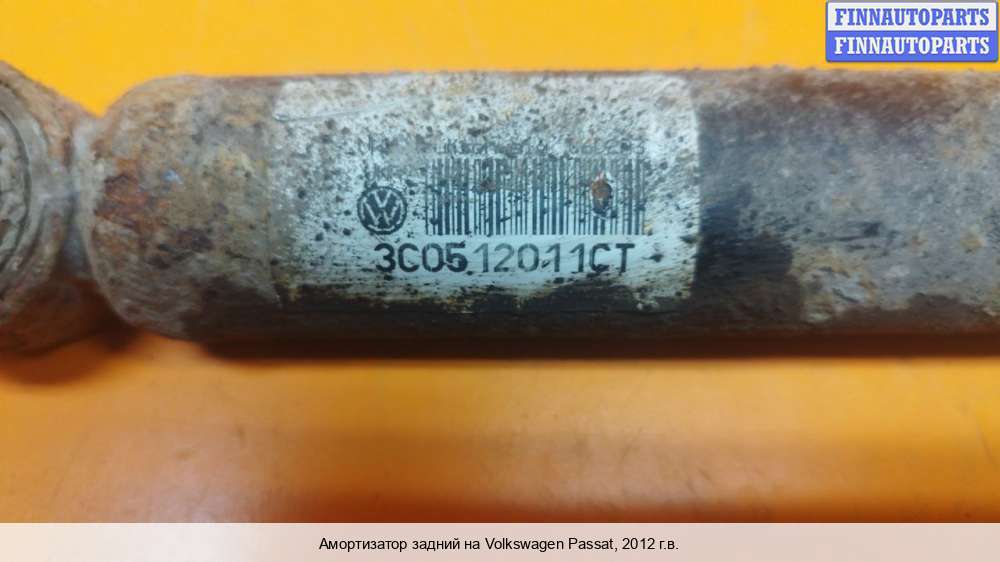 FINNAUTOPARTS
FINNAUTOPARTS
3C0512011CT
Амортизатор задний на Volkswagen Passat, 2012 г.в.